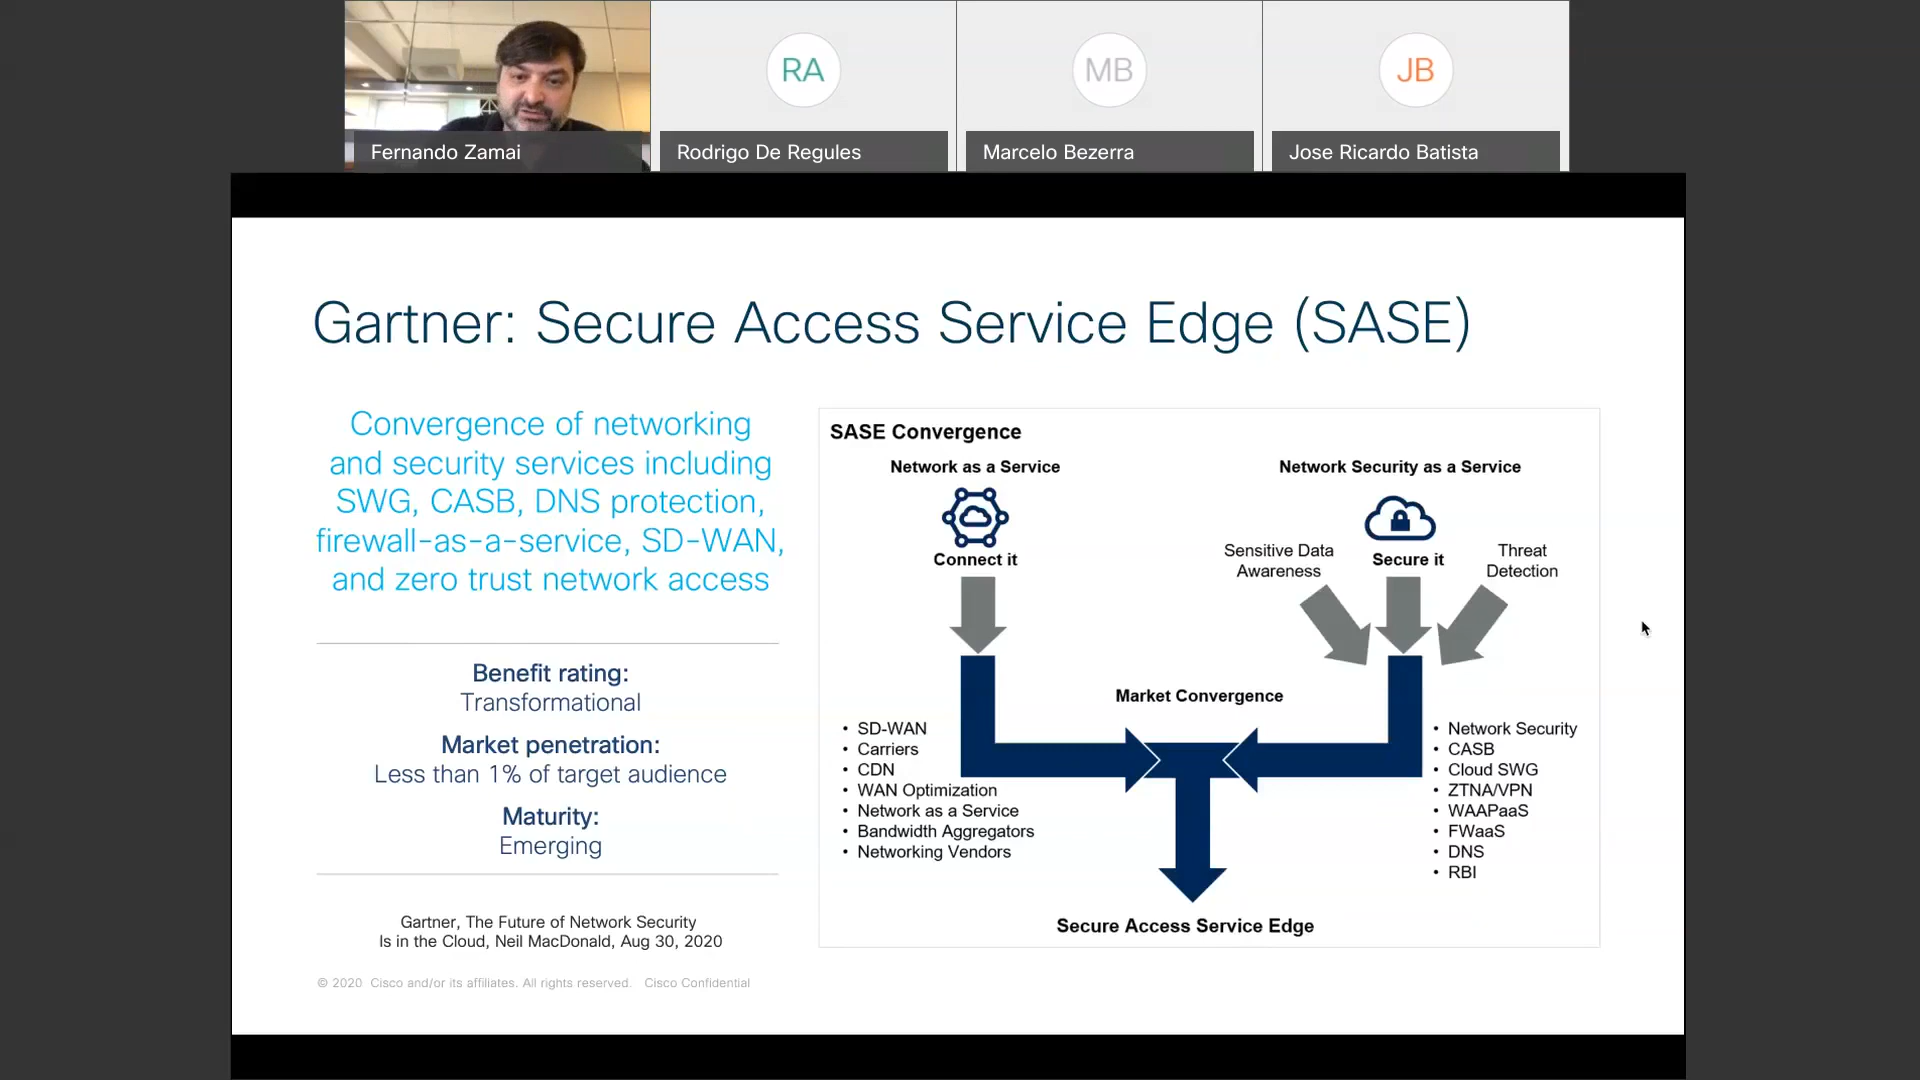 RA
MB
JB
Fernando Zamai
Rodrigo De Regules
Marcelo Bezerra
Jose Ricardo Batista
Gartner: Secure Access Service Edge (SASE)
Convergence of networking
and security services including
SWG, CASB, DNS protection,
firewall-as-a-service, SD-WAN,
and zero trust network access
Benefit rating:
Transformational
Market penetration:
Less than 1% of target audience
Maturity:
Emerging
Gartner, The Future of Network Security
Is in the Cloud, Neil MacDonald, Aug 30, 2020
© 2020 Cisco and/or its affiliates. All rights reserved. Cisco Confidential
SASE Convergence
Network as a Service
Connect it
Network Security as a Service
Sensitive Data
Awareness
Secure it
Threat
Detection
Market Convergence
• SD-WAN
• Carriers
• CDN
• WAN Optimization
• Network as a Service
• Bandwidth Aggregators
• Networking Vendors
• Network Security
• CASB
• Cloud SWG
• ZTNA/VPN
• WAAPaaS
• FWaaS
• DNS
• RBI
Secure Access Service Edge